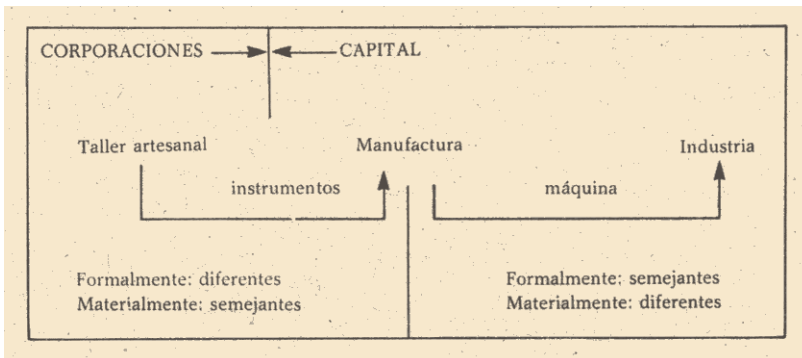 CORPORACIONES CAPITAL
Taller artesanal Manufactura Industria
instrumentos máquina
Formalmente: diferentes Formalmente: semejantes
Materialmente: semejantes Materialmente: diferentes